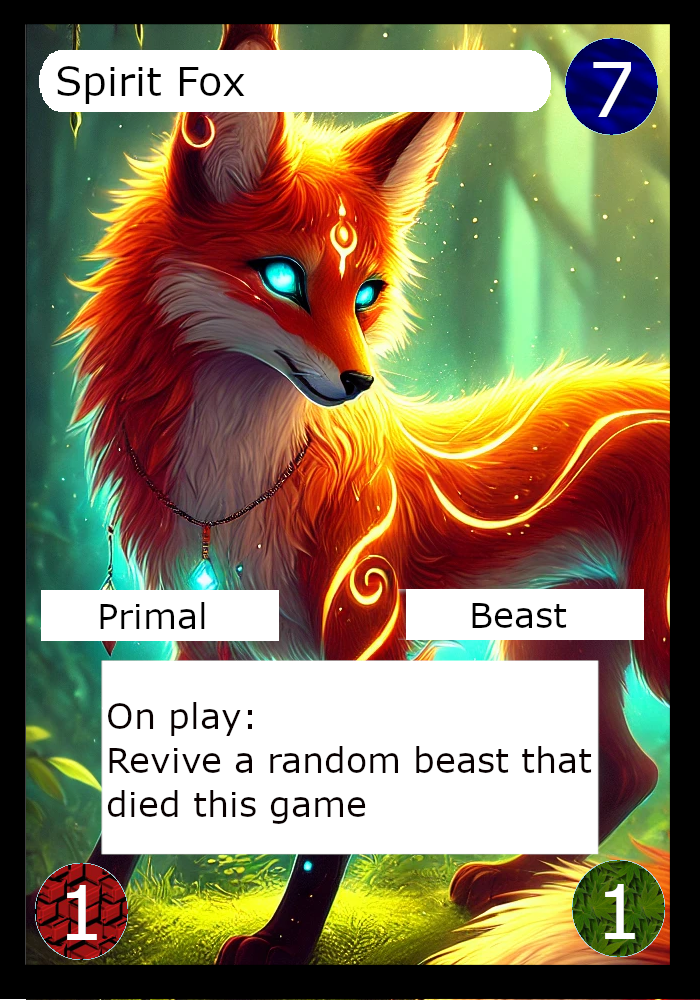 Spirit Fox
7
Primal
Beast
On play:
Revive a random beast that
died this game
1
1